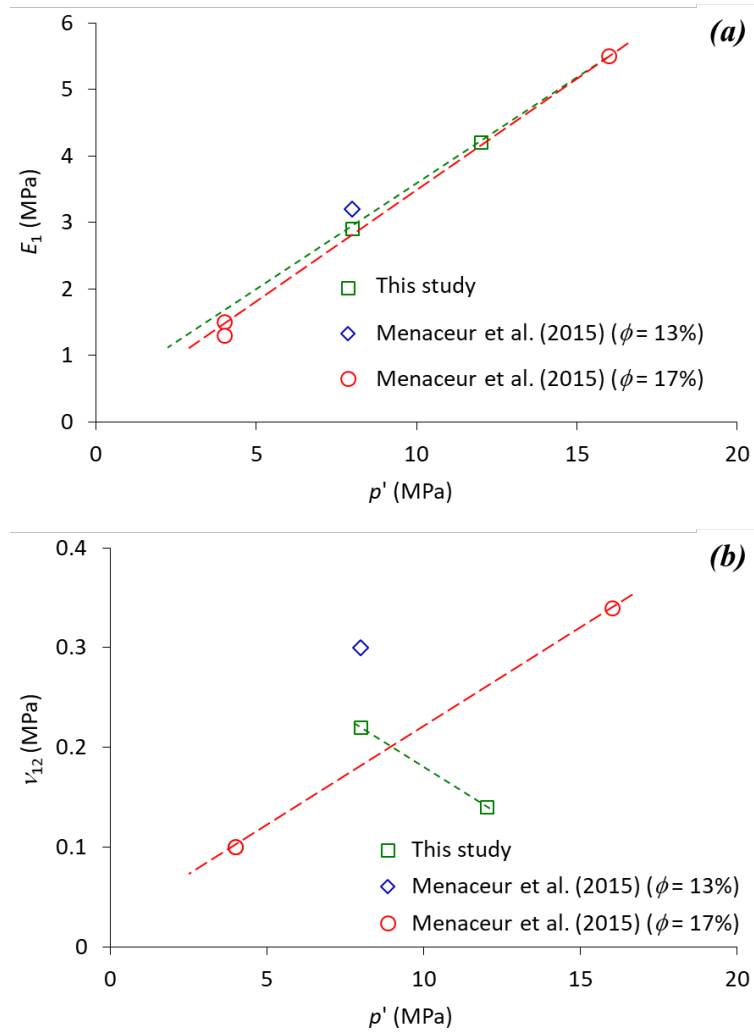 (a)
6
5
4
3
2
1
0
E1 (MPa)
This study
Menaceur et al. (2015) (ϕ = 13%)
Menaceur et al. (2015) (ϕ = 17%)
0 5 10 15 20
p' (MPa)
(b)
0.4
0.3
0.2
0.1
0
ν12 (MPa)
This study
Menaceur et al. (2015) (ϕ = 13%)
Menaceur et al. (2015) (ϕ = 17%)
0 5 10 15 20
p' (MPa)